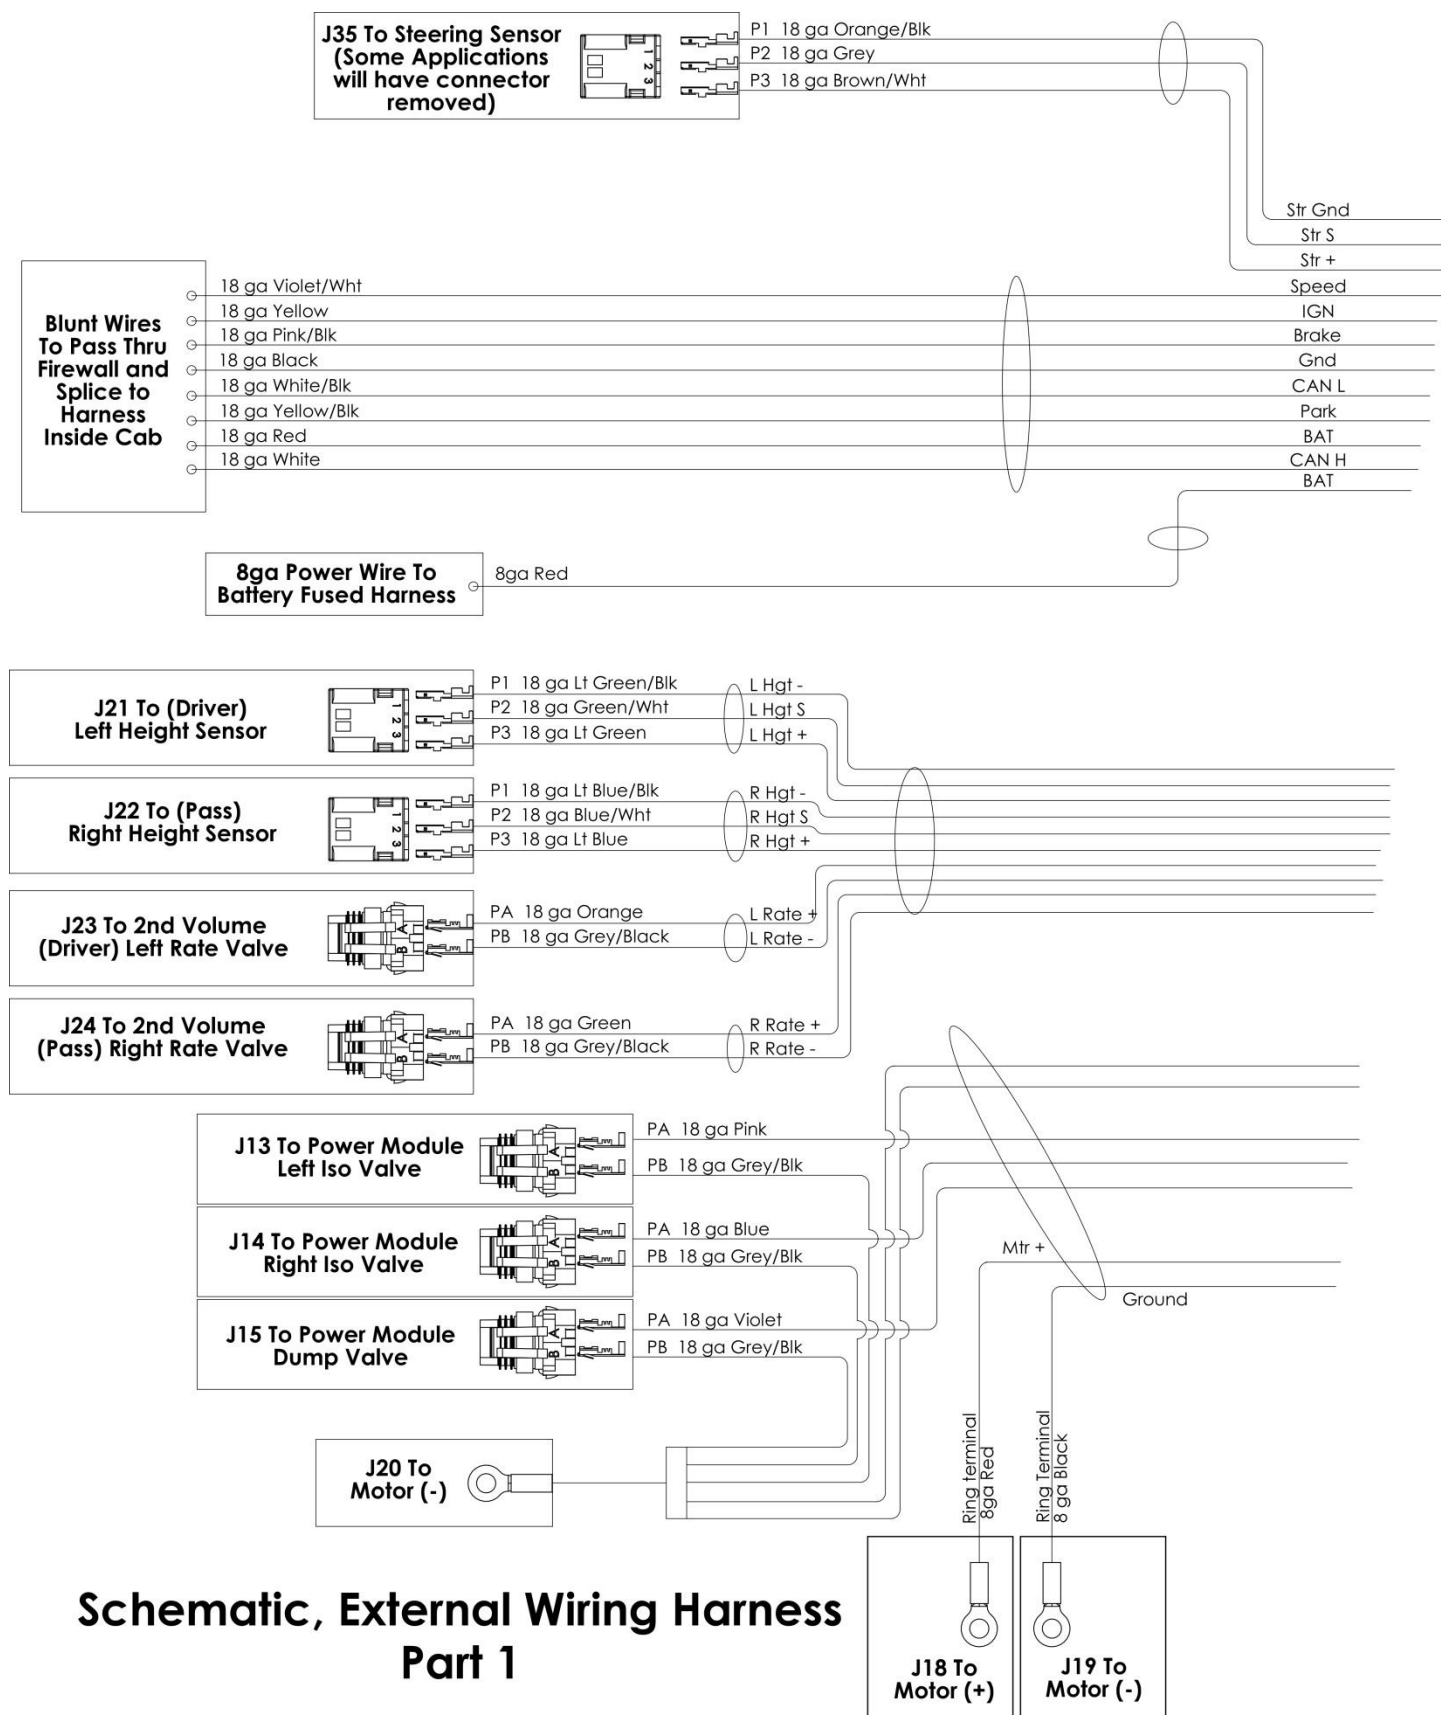 J35 To Steering Sensor
(Some Applications
will have connector
removed)
1
2
3
P1 18 ga Orange/Blk
P2 18 ga Grey
P3 18 ga Brown/Wht
Str Gnd
Str S
Str +
Blunt Wires
To Pass Thru
Firewall and
Splice to
Harness
Inside Cab
18 ga Violet/Wht
Speed
18 ga Yellow
IGN
18 ga Pink/Blk
Brake
18 ga Black
Gnd
18 ga White/Blk
CAN L
18 ga Yellow/Blk
Park
18 ga Red
BAT
18 ga White
CAN H
BAT
8ga Power Wire To
Battery Fused Harness
8ga Red
J21 To (Driver)
Left Height Sensor
1
2
3
P1 18 ga Lt Green/Blk
L Hgt -
P2 18 ga Green/Wht
L Hgt S
P3 18 ga Lt Green
L Hgt +
J22 To (Pass)
Right Height Sensor
1
2
3
P1 18 ga Lt Blue/Blk
R Hgt -
P2 18 ga Blue/Wht
R Hgt S
P3 18 ga Lt Blue
R Hgt +
J23 To 2nd Volume
(Driver) Left Rate Valve
A
B
PA 18 ga Orange
L Rate +
PB 18 ga Grey/Black
L Rate -
J24 To 2nd Volume
(Pass) Right Rate Valve
A
B
PA 18 ga Green
R Rate +
PB 18 ga Grey/Black
R Rate -
J13 To Power Module
Left Iso Valve
A
B
PA 18 ga Pink
PB 18 ga Grey/Blk
J14 To Power Module
Right Iso Valve
A
B
PA 18 ga Blue
PB 18 ga Grey/Blk
Mtr +
Ground
J15 To Power Module
Dump Valve
A
B
PA 18 ga Violet
PB 18 ga Grey/Blk
J20 To
Motor (-)
Ring terminal
8ga Red
Ring Terminal
8 ga Black
J18 To
Motor (+)
J19 To
Motor (-)
Schematic, External Wiring Harness
Part 1